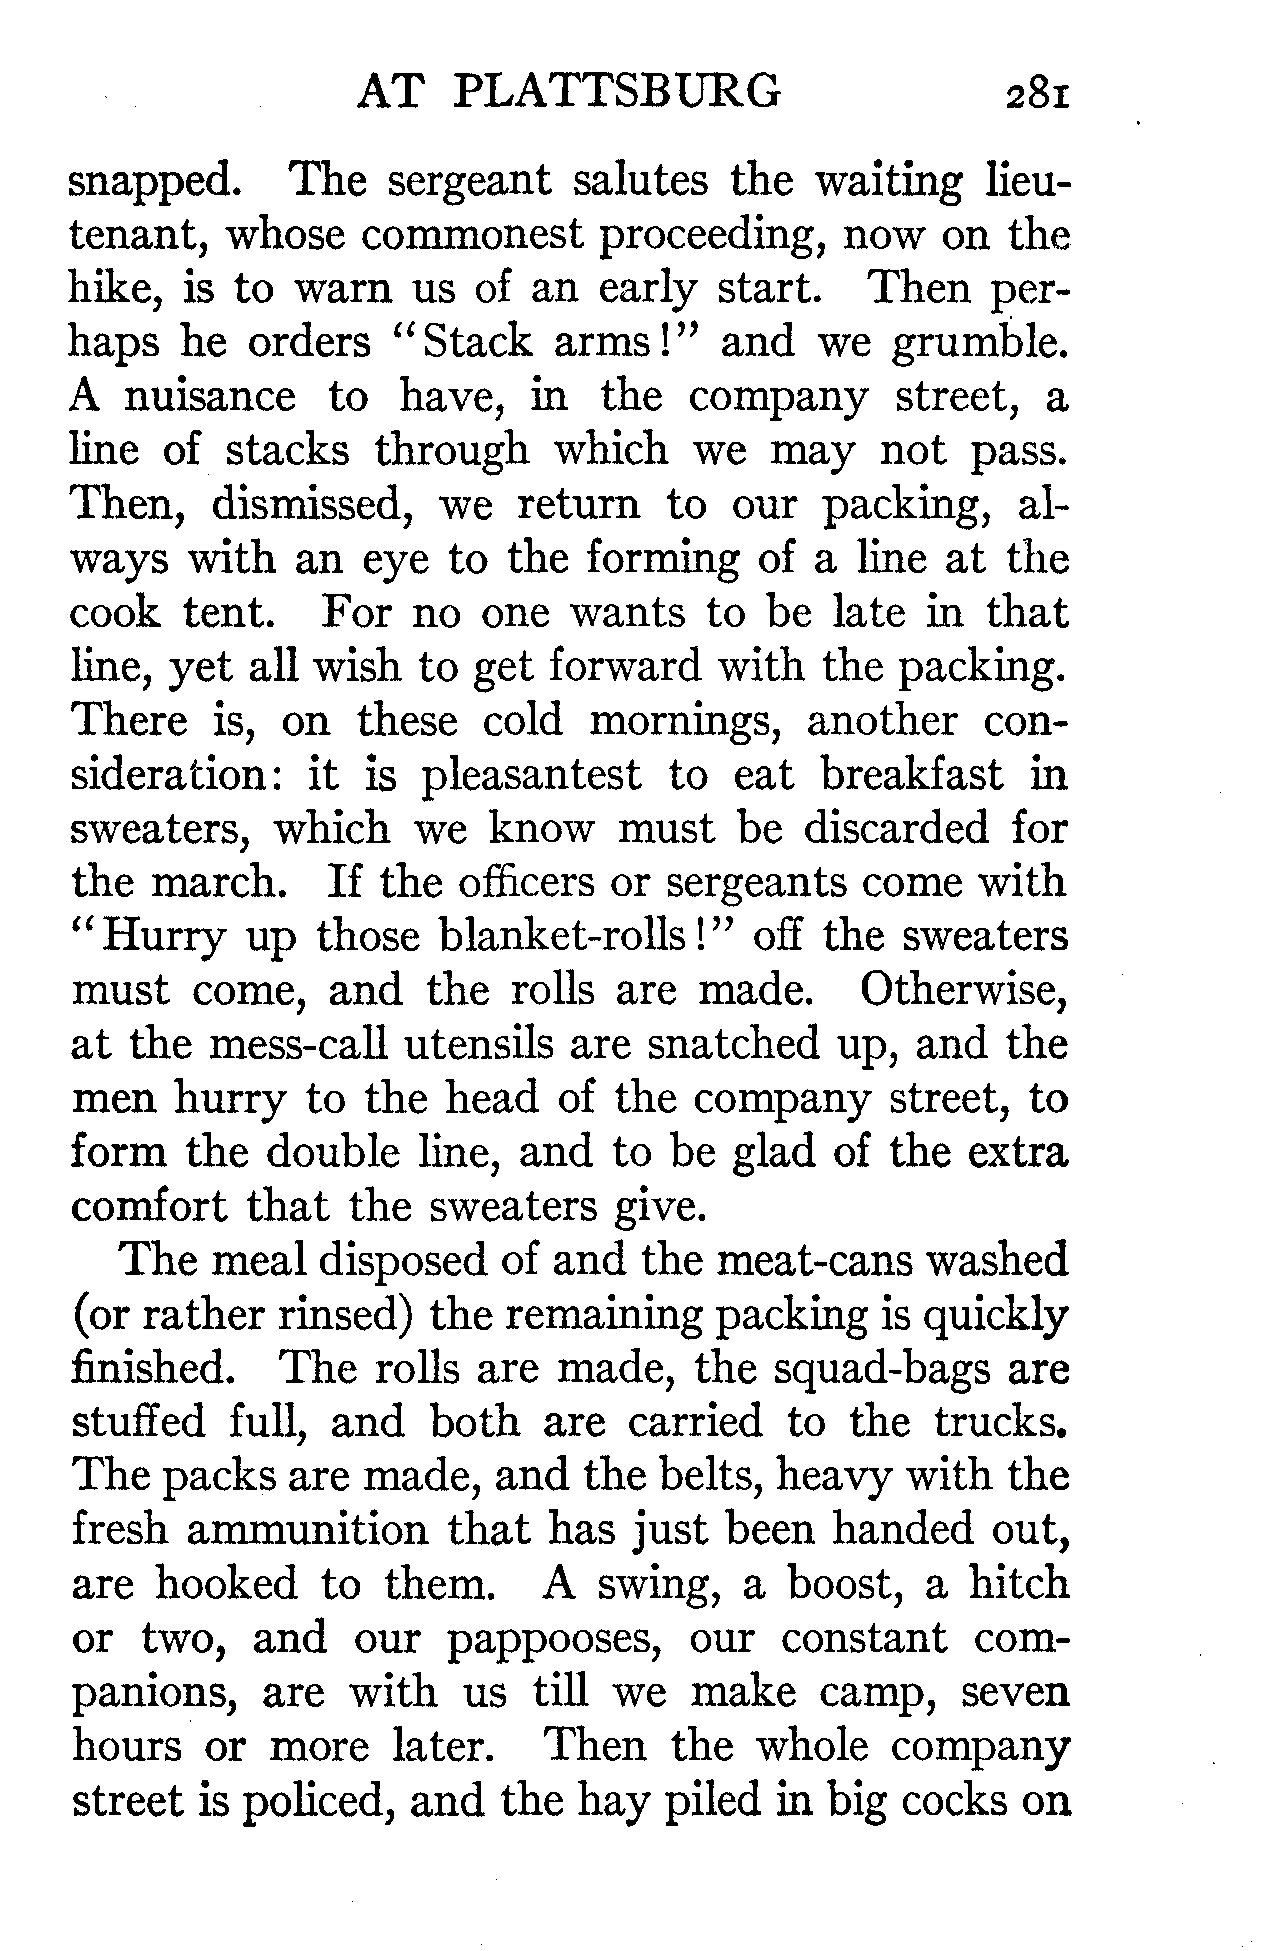 AT PLATTSBURG 281
snapped. The sergeant salutes the waiting lieu-
tenant, whose commonest proceeding, now on the
hike, is to warn us of an early start. Then per-
haps he orders “Stack arms!” and we grumble.
A nuisance to have, in the company street, a
line of stacks through which we may not pass.
Then, dismissed, we return to our packing, al-
ways with an eye to the forming of a line at the
cook tent. For no one wants to be late in that
line, yet all wish to get forward with the packing.
There is, on these cold mornings, another con-
sideration: it is pleasantest to eat breakfast in
sweaters, which we know must be discarded for
the march. If the officers or sergeants come with
“Hurry up those blanket-rolls!” off the sweaters
must come, and the rolls are made. Otherwise,
at the mess-call utensils are snatched up, and the
men hurry to the head of the company street, to
form the double line, and to be glad of the extra
comfort that the sweaters give.
The meal disposed of and the meat-cans washed
(or rather rinsed) the remaining packing is quickly
finished. The rolls are made, the squad-bags are
stuffed full, and both are carried to the trucks.
The packs are made, and the belts, heavy with the
fresh ammunition that has just been handed out,
are hooked to them. A swing, a boost, a hitch
or two, and our pappooses, our constant com-
panions, are with us till we make camp, seven
hours or more later. Then the whole company
street is policed, and the hay piled in big cocks on